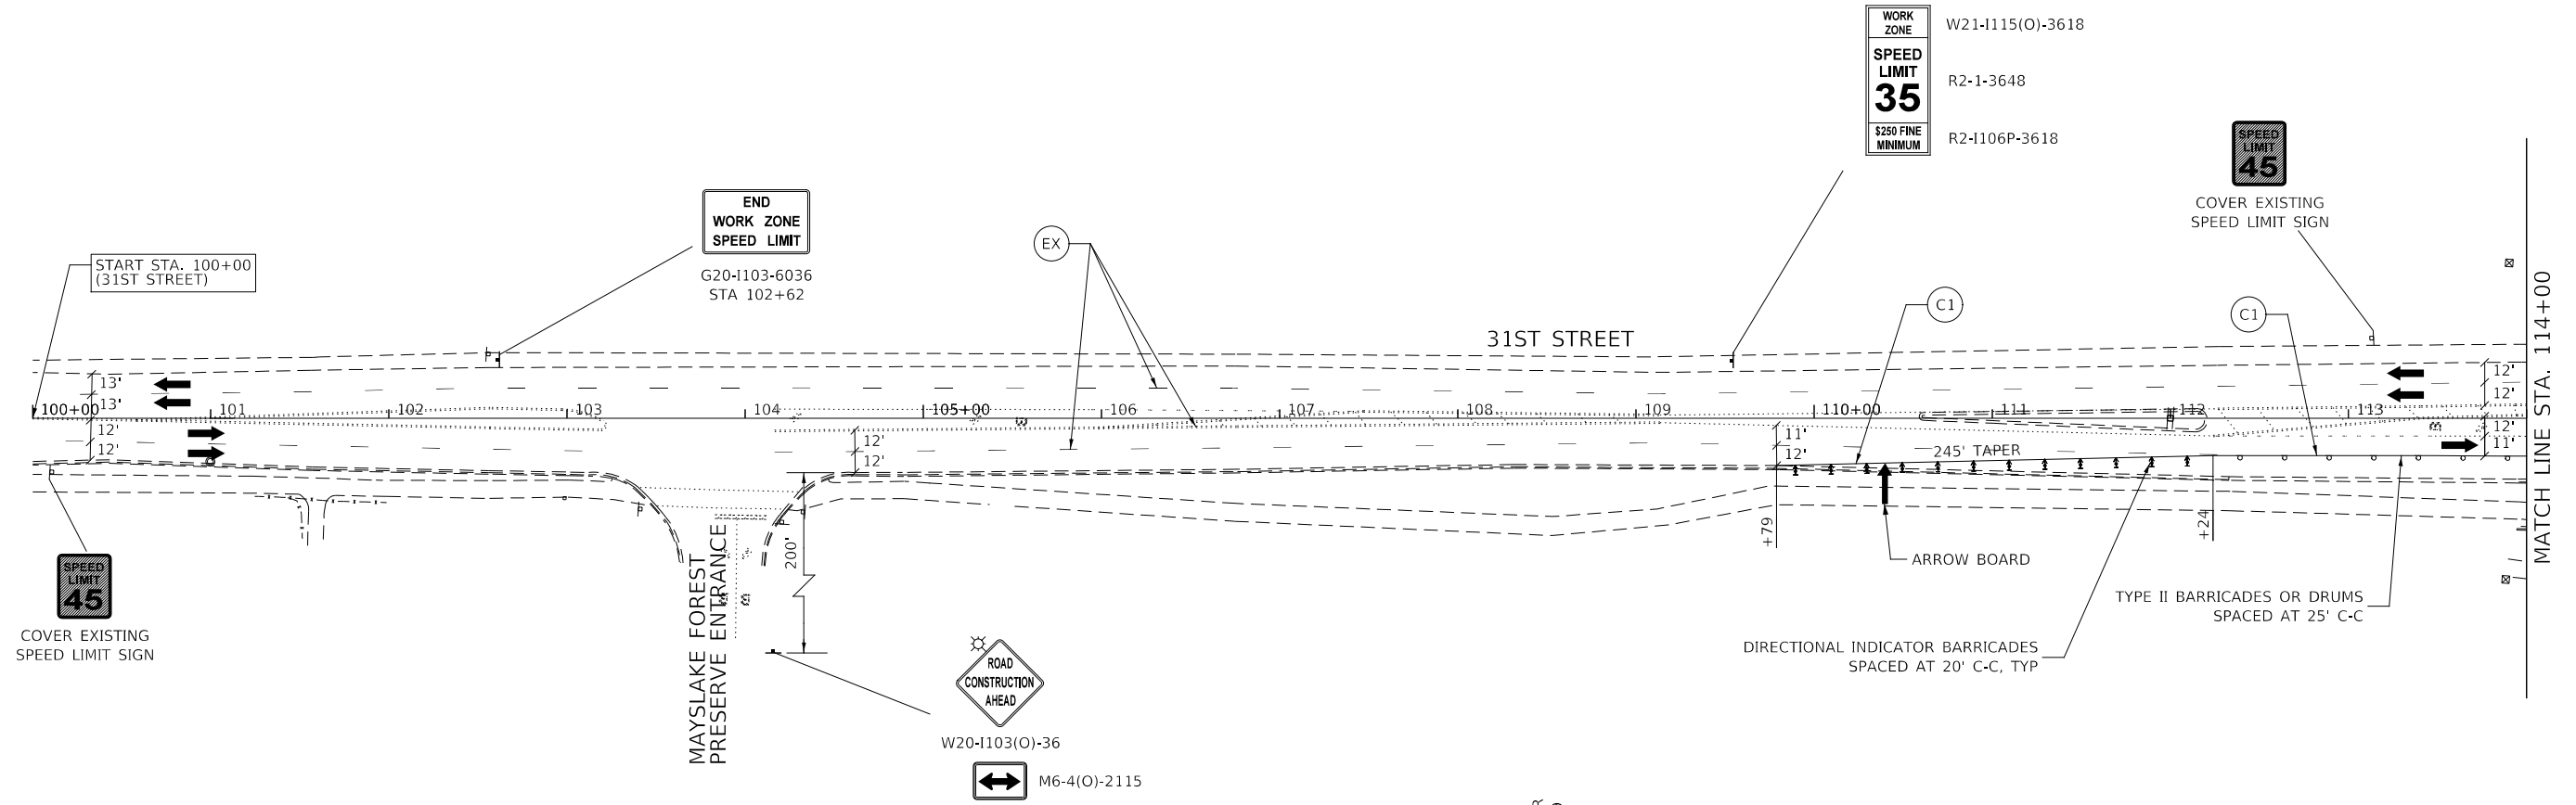 WORK
ZONE
SPEED
LIMIT
35
$250 FINE
MINIMUM
W21-I115(O)-3618
R2-1-3648
R2-I106P-3618
SPEED
LIMIT
45
COVER EXISTING
SPEED LIMIT SIGN
END
WORK ZONE
SPEED LIMIT
G20-I103-6036
STA 102+62
START STA. 100+00
(31ST STREET)
EX
C1
C1
31ST STREET
MATCH LINE STA. 114+00
13'
13'
12'
12'
12'
12'
11'
12'
12'
12'
12'
11'
100+00
101
102
103
104
105+00
106
107
108
109
110+00
111
112
113
245' TAPER
+79
+24
200'
ARROW BOARD
TYPE II BARRICADES OR DRUMS
SPACED AT 25' C-C
DIRECTIONAL INDICATOR BARRICADES
SPACED AT 20' C-C, TYP
SPEED
LIMIT
45
COVER EXISTING
SPEED LIMIT SIGN
MAYSLAKE FOREST
PRESERVE ENTRANCE
ROAD
CONSTRUCTION
AHEAD
W20-I103(O)-36
M6-4(O)-2115